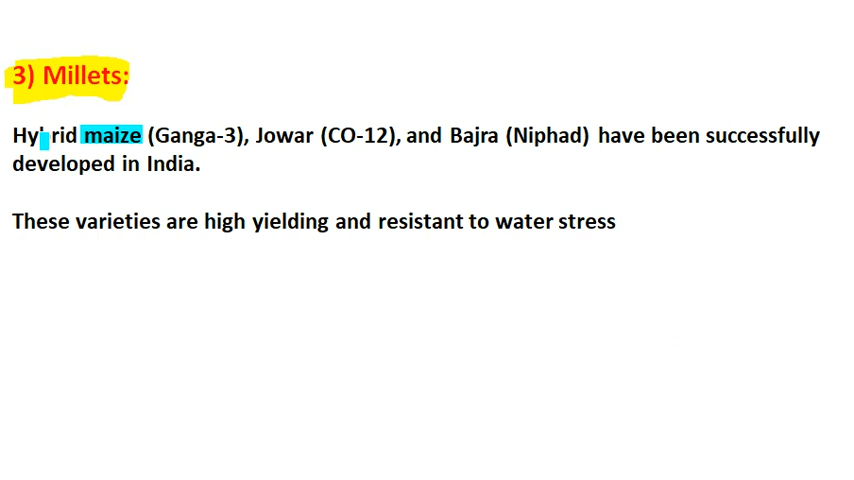 3) Millets:
Hybrid maize (Ganga-3), Jowar (CO-12), and Bajra (Niphad) have been successfully
developed in India.
These varieties are high yielding and resistant to water stress